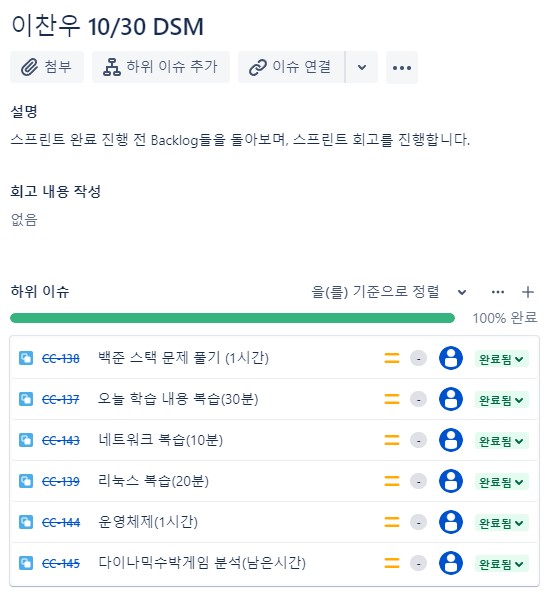 이찬우 10/30 DSM
첨부 하위 이슈 추가 이슈 연결
설명
스프린트 완료 진행 전 Backlog들을 돌아보며, 스프린트 회고를 진행합니다.
회고 내용 작성
없음
하위 이슈 을(를) 기준으로 정렬
100% 완료
CC-138 백준 스택 문제 풀기 (1시간) - 완료됨
CC-137 오늘 학습 내용 복습(30분) - 완료됨
CC-143 네트워크 복습(10분) - 완료됨
CC-139 리눅스 복습(20분) - 완료됨
CC-144 운영체제(1시간) - 완료됨
CC-145 다이나믹수박게임 분석(남은시간) - 완료됨